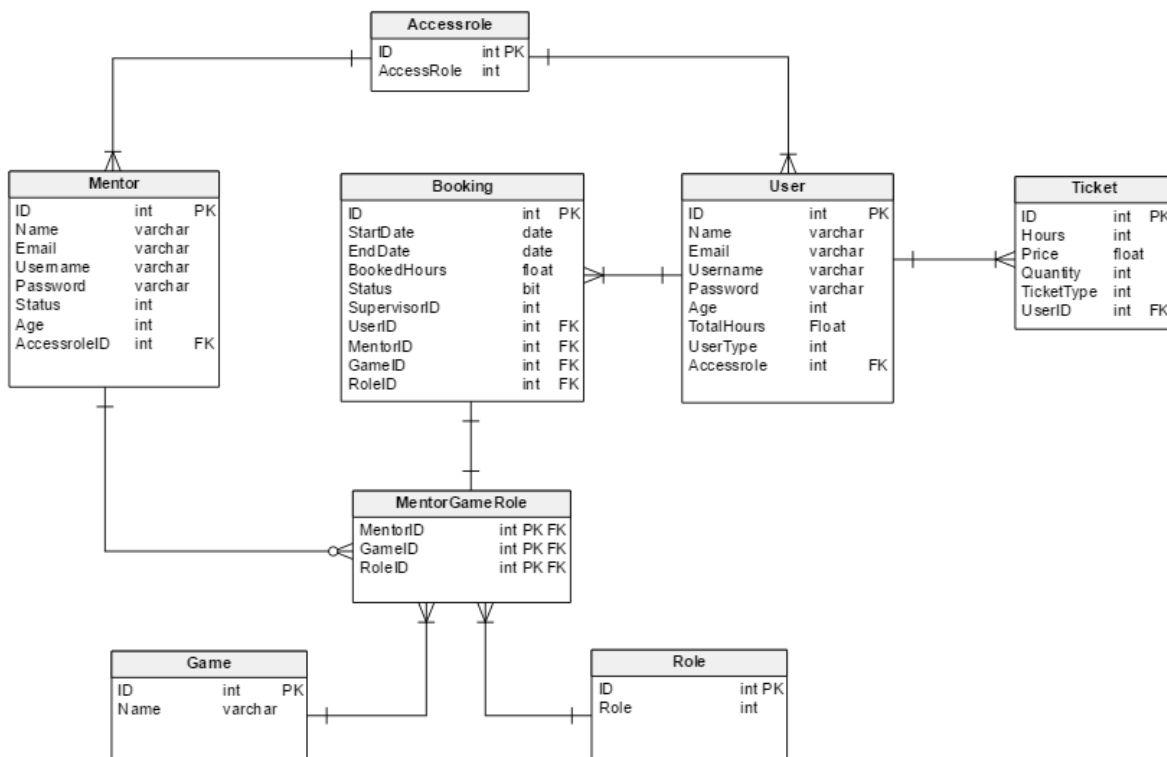 Accessrole
ID int PK
AccessRole int
Mentor
ID int PK
Name varchar
Email varchar
Username varchar
Password varchar
Status int
Age int
AccessroleID int FK
Booking
ID int PK
StartDate date
EndDate date
BookedHours float
Status bit
SupervisorID int
UserID int FK
MentorID int FK
GameID int FK
RoleID int FK
User
ID int PK
Name varchar
Email varchar
Username varchar
Password varchar
Age int
TotalHours Float
UserType int
Accessrole int FK
Ticket
ID int PK
Hours int
Price float
Quantity int
TicketType int
UserID int FK
MentorGameRole
MentorID int PK FK
GameID int PK FK
RoleID int PK FK
Game
ID int PK
Name varchar
Role
ID int PK
Role int